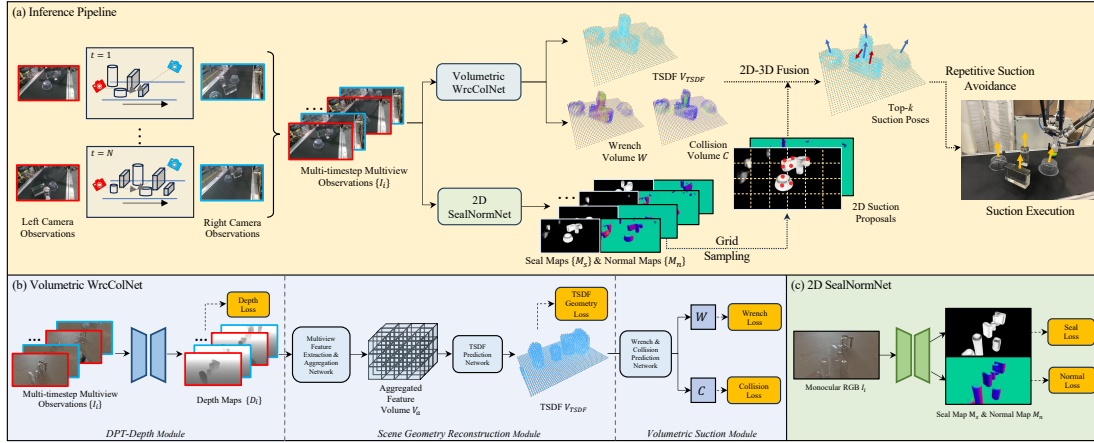 (a) Inference Pipeline
t = 1
t = N
Left Camera
Observations
Right Camera
Observations
Multi-timestep Multiview
Observations {I_i}
Volumetric
WrcColNet
2D
SealNormNet
TSDF V_TSDF
Wrench
Volume W
Collision
Volume C
Seal Maps {M_s} & Normal Maps {M_n}
2D-3D Fusion
Grid
Sampling
2D Suction
Proposals
Top-k
Suction Poses
Repetitive Suction
Avoidance
Suction Execution
(b) Volumetric WrcColNet
Multi-timestep Multiview
Observations {I_i}
Depth
Loss
Depth Maps {D_i}
DPT-Depth Module
Multiview
Feature
Extraction &
Aggregation
Network
Aggregated
Feature
Volume V_a
TSDF
Prediction
Network
TSDF
Geometry
Loss
TSDF V_TSDF
Scene Geometry Reconstruction Module
Wrench &
Collision
Prediction
Network
W
Wrench
Loss
C
Collision
Loss
Volumetric Suction Module
(c) 2D SealNormNet
Monocular RGB I_i
Seal
Loss
Normal
Loss
Seal Map M_s & Normal Map M_n